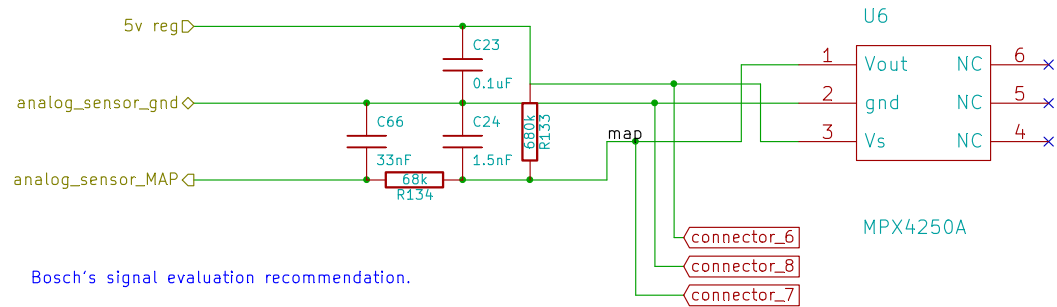 U6
5v reg
C23
0.1uF
1
Vout
NC
6
analog_sensor_gnd
2
gnd
NC
5
C66
C24
680k
R133
map
3
Vs
NC
4
33nF
1.5nF
analog_sensor_MAP
68k
R134
MPX4250A
connector_6
connector_8
Bosch's signal evaluation recommendation.
connector_7